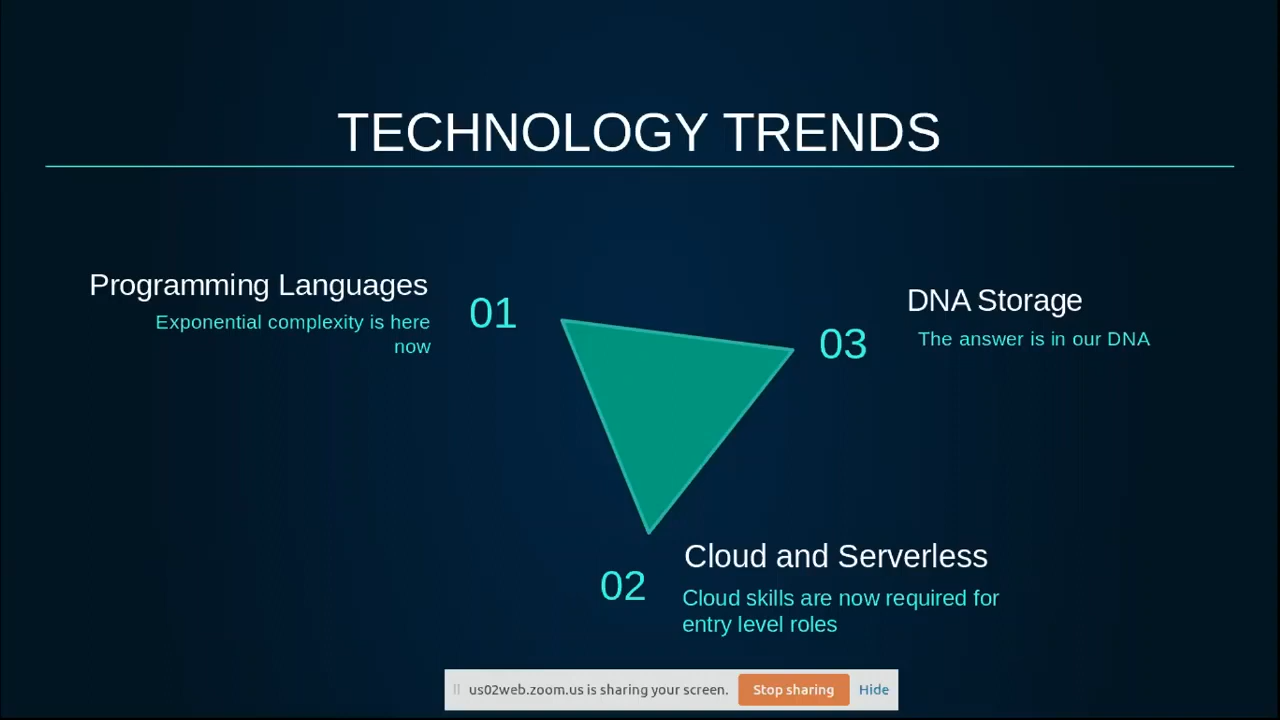 TECHNOLOGY TRENDS
Programming Languages
Exponential complexity is here
now
01
DNA Storage
The answer is in our DNA
03
Cloud and Serverless
Cloud skills are now required for
entry level roles
02
us02web.zoom.us is sharing your screen. Stop sharing Hide